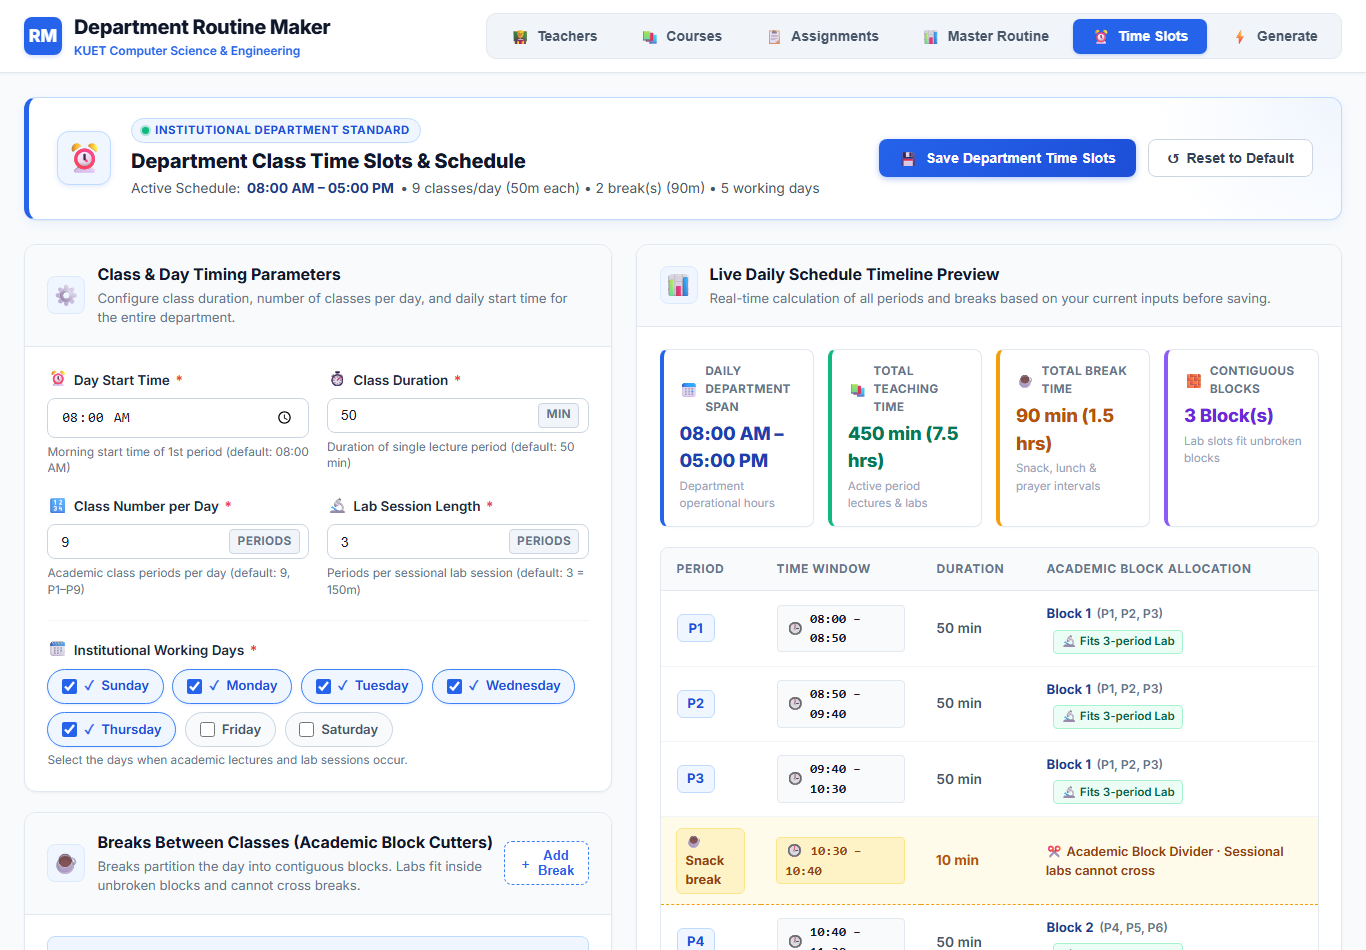 RM
Department Routine Maker
KUET Computer Science & Engineering
Teachers
Courses
Assignments
Master Routine
Time Slots
Generate
INSTITUTIONAL DEPARTMENT STANDARD
Department Class Time Slots & Schedule
Active Schedule: 08:00 AM – 05:00 PM • 9 classes/day (50m each) • 2 break(s) (90m) • 5 working days
Save Department Time Slots
↺ Reset to Default
Class & Day Timing Parameters
Configure class duration, number of classes per day, and daily start time for
the entire department.
Day Start Time *
08:00 AM
Morning start time of 1st period (default: 08:00
AM)
Class Duration *
50
MIN
Duration of single lecture period (default: 50
min)
Class Number per Day *
9
PERIODS
Academic class periods per day (default: 9,
P1–P9)
Lab Session Length *
3
PERIODS
Periods per sessional lab session (default: 3 =
150m)
Institutional Working Days *
✓ Sunday
✓ Monday
✓ Tuesday
✓ Wednesday
✓ Thursday
Friday
Saturday
Select the days when academic lectures and lab sessions occur.
Breaks Between Classes (Academic Block Cutters)
Breaks partition the day into contiguous blocks. Labs fit inside
unbroken blocks and cannot cross breaks.
+ Add
Break
Live Daily Schedule Timeline Preview
Real-time calculation of all periods and breaks based on your current inputs before saving.
DAILY
DEPARTMENT
SPAN
08:00 AM –
05:00 PM
Department
operational hours
TOTAL
TEACHING
TIME
450 min (7.5
hrs)
Active period
lectures & labs
TOTAL BREAK
TIME
90 min (1.5
hrs)
Snack, lunch &
prayer intervals
CONTIGUOUS
BLOCKS
3 Block(s)
Lab slots fit unbroken
blocks
PERIOD
TIME WINDOW
DURATION
ACADEMIC BLOCK ALLOCATION
P1
08:00 –
08:50
50 min
Block 1 (P1, P2, P3)
Fits 3-period Lab
P2
08:50 –
09:40
50 min
Block 1 (P1, P2, P3)
Fits 3-period Lab
P3
09:40 –
10:30
50 min
Block 1 (P1, P2, P3)
Fits 3-period Lab
Snack
break
10:30 –
10:40
10 min
Academic Block Divider · Sessional
labs cannot cross
P4
10:40 –
50 min
Block 2 (P4, P5, P6)